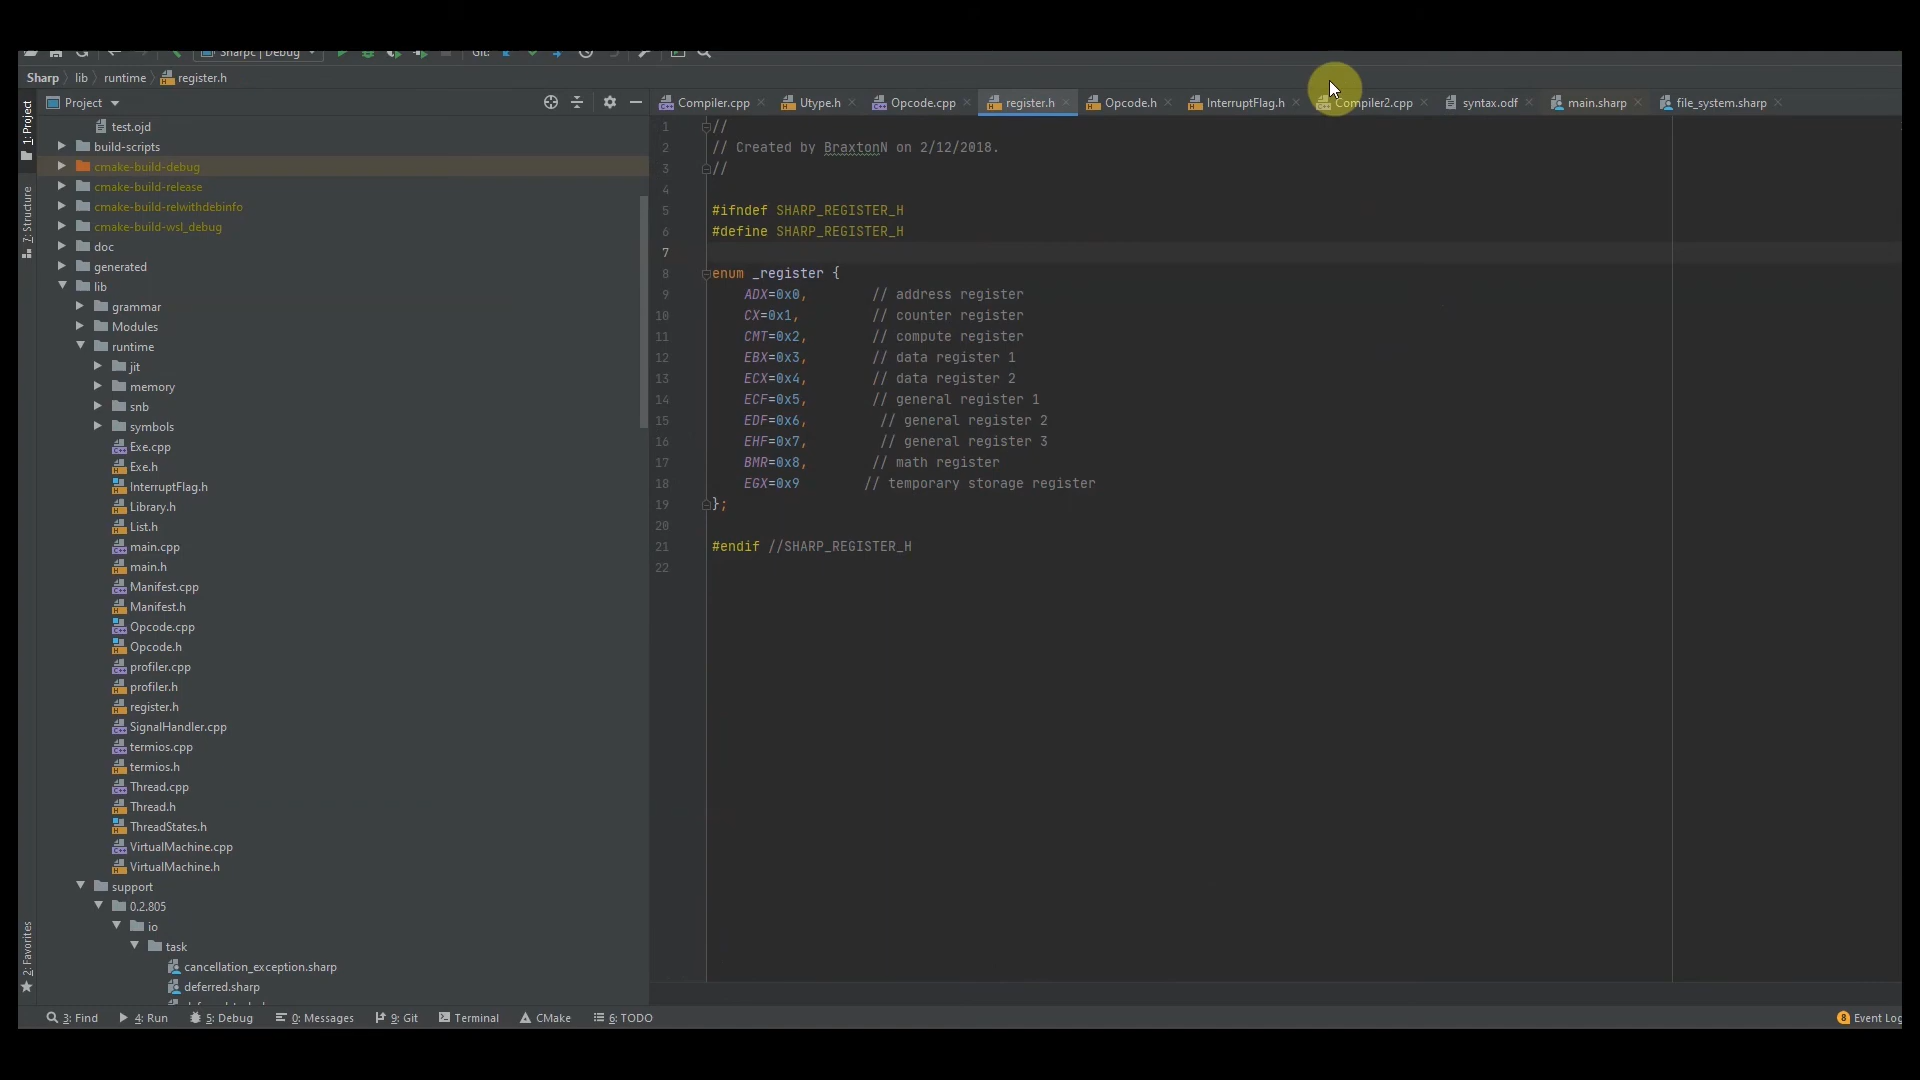 Sharpc | Debug
Git:
Sharp
lib
runtime
register.h
Project
Compiler.cpp
Utype.h
Opcode.cpp
register.h
Opcode.h
InterruptFlag.h
Compiler2.cpp
syntax.odf
main.sharp
file_system.sharp
1: Project
7: Structure
2: Favorites
test.ojd
build-scripts
cmake-build-debug
cmake-build-release
cmake-build-relwithdebinfo
cmake-build-wsl_debug
doc
generated
lib
grammar
Modules
runtime
jit
memory
snb
symbols
Exe.cpp
Exe.h
InterruptFlag.h
Library.h
List.h
main.cpp
main.h
Manifest.cpp
Manifest.h
Opcode.cpp
Opcode.h
profiler.cpp
profiler.h
register.h
SignalHandler.cpp
termios.cpp
termios.h
Thread.cpp
Thread.h
ThreadStates.h
VirtualMachine.cpp
VirtualMachine.h
support
0.2.805
io
task
cancellation_exception.sharp
deferred.sharp
1 //
2 // Created by BraxtonN on 2/12/2018.
3 //
4
5 #ifndef SHARP_REGISTER_H
6 #define SHARP_REGISTER_H
7
8 enum _register {
9 ADX=0x0, // address register
10 CX=0x1, // counter register
11 CMT=0x2, // compute register
12 EBX=0x3, // data register 1
13 ECX=0x4, // data register 2
14 ECF=0x5, // general register 1
15 EDF=0x6, // general register 2
16 EHF=0x7, // general register 3
17 BMR=0x8, // math register
18 EGX=0x9 // temporary storage register
19 };
20
21 #endif //SHARP_REGISTER_H
22
3: Find
4: Run
5: Debug
0: Messages
9: Git
Terminal
CMake
6: TODO
8
Event Log